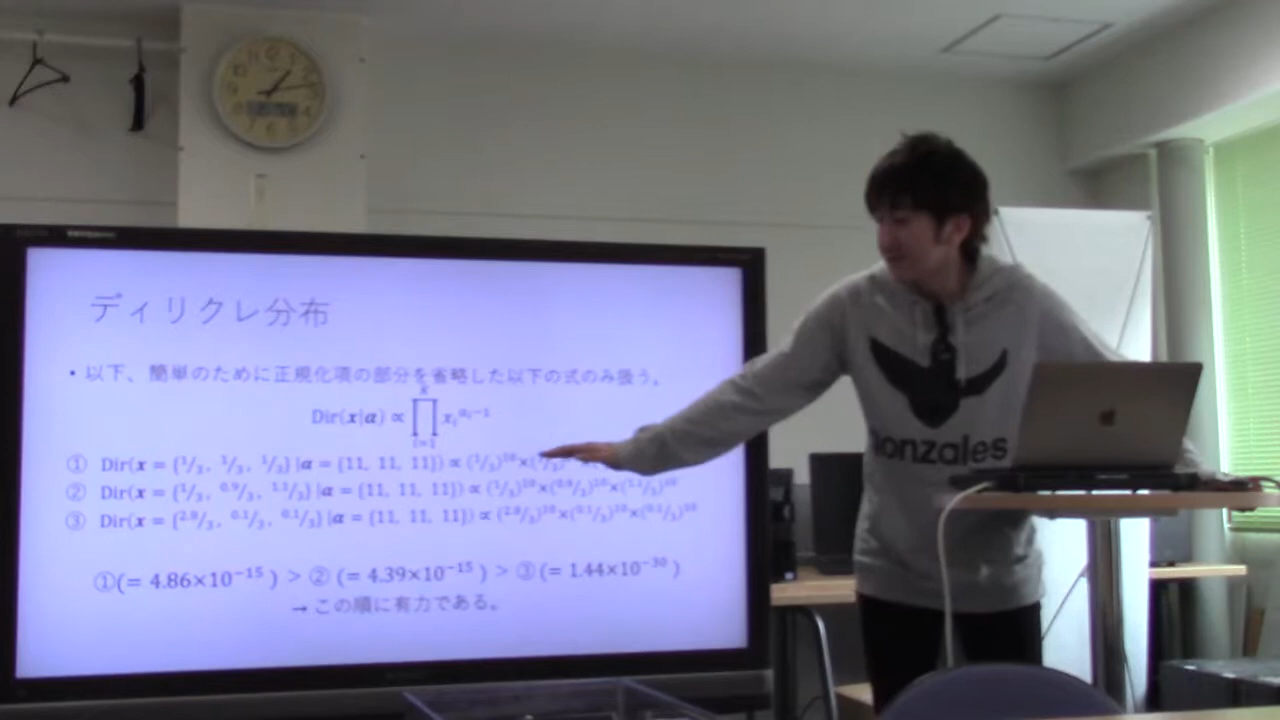 ディリクレ分布
• 以下、簡単のために正規化項の部分を省略した以下の式のみ扱う。
Dir(x|α) ∝ ∏_{i=1}^{K} x_i^{α_i−1}
① Dir(x = {1/3, 1/3, 1/3}|α = {11, 11, 11}) ∝ (1/3)^10×
② Dir(x = {1/3, 0.9/3, 1.1/3}|α = {11, 11, 11}) ∝ (1/3)^10×(0.9/3)^10×(1.1/3)^10
③ Dir(x = {2.8/3, 0.1/3, 0.1/3}|α = {11, 11, 11}) ∝ (2.8/3)^10×(0.1/3)^10×(0.1/3)^10
①(= 4.86×10^−15) > ②(= 4.39×10^−15) > ③(= 1.44×10^−30)
→この順に有力である。
Gonzales